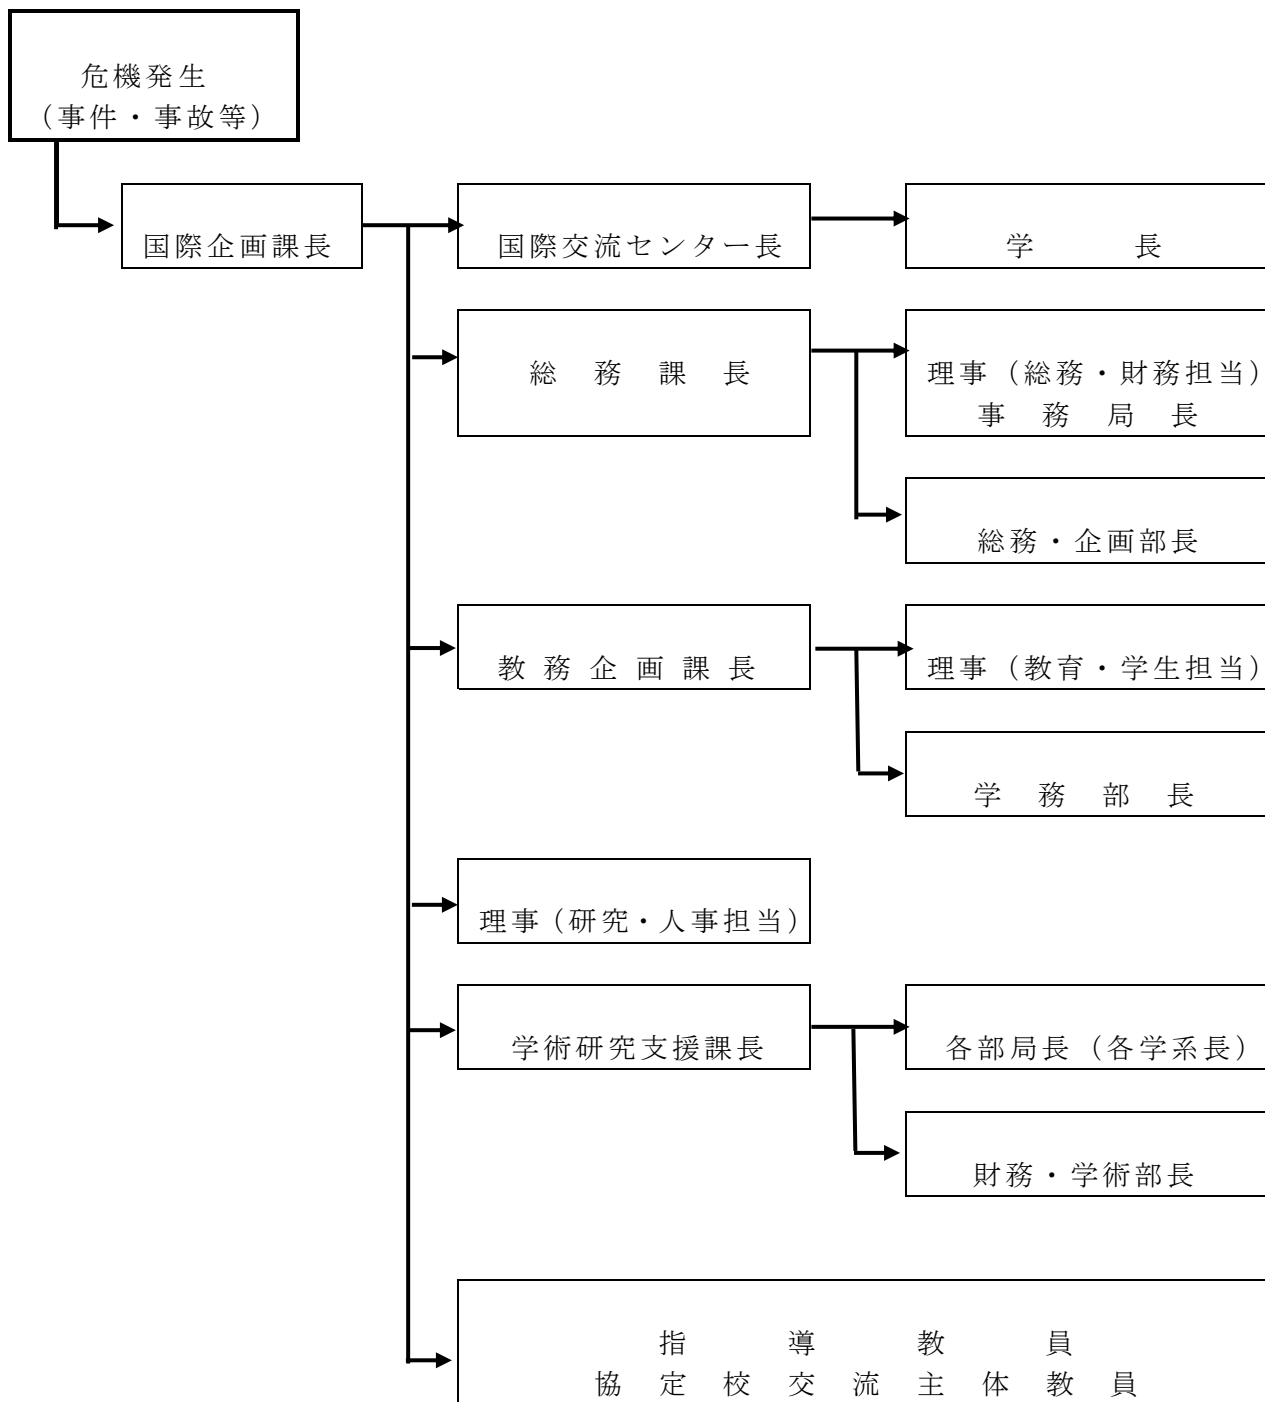 危機発生
（事件・事故等）
国際企画課長
国際交流センター長
学長
総務課長
理事（総務・財務担当）
事務局長
総務・企画部長
教務企画課長
理事（教育・学生担当）
学務部長
理事（研究・人事担当）
学術研究支援課長
各部局長（各学系長）
財務・学術部長
指導教員
協定校交流主体教員